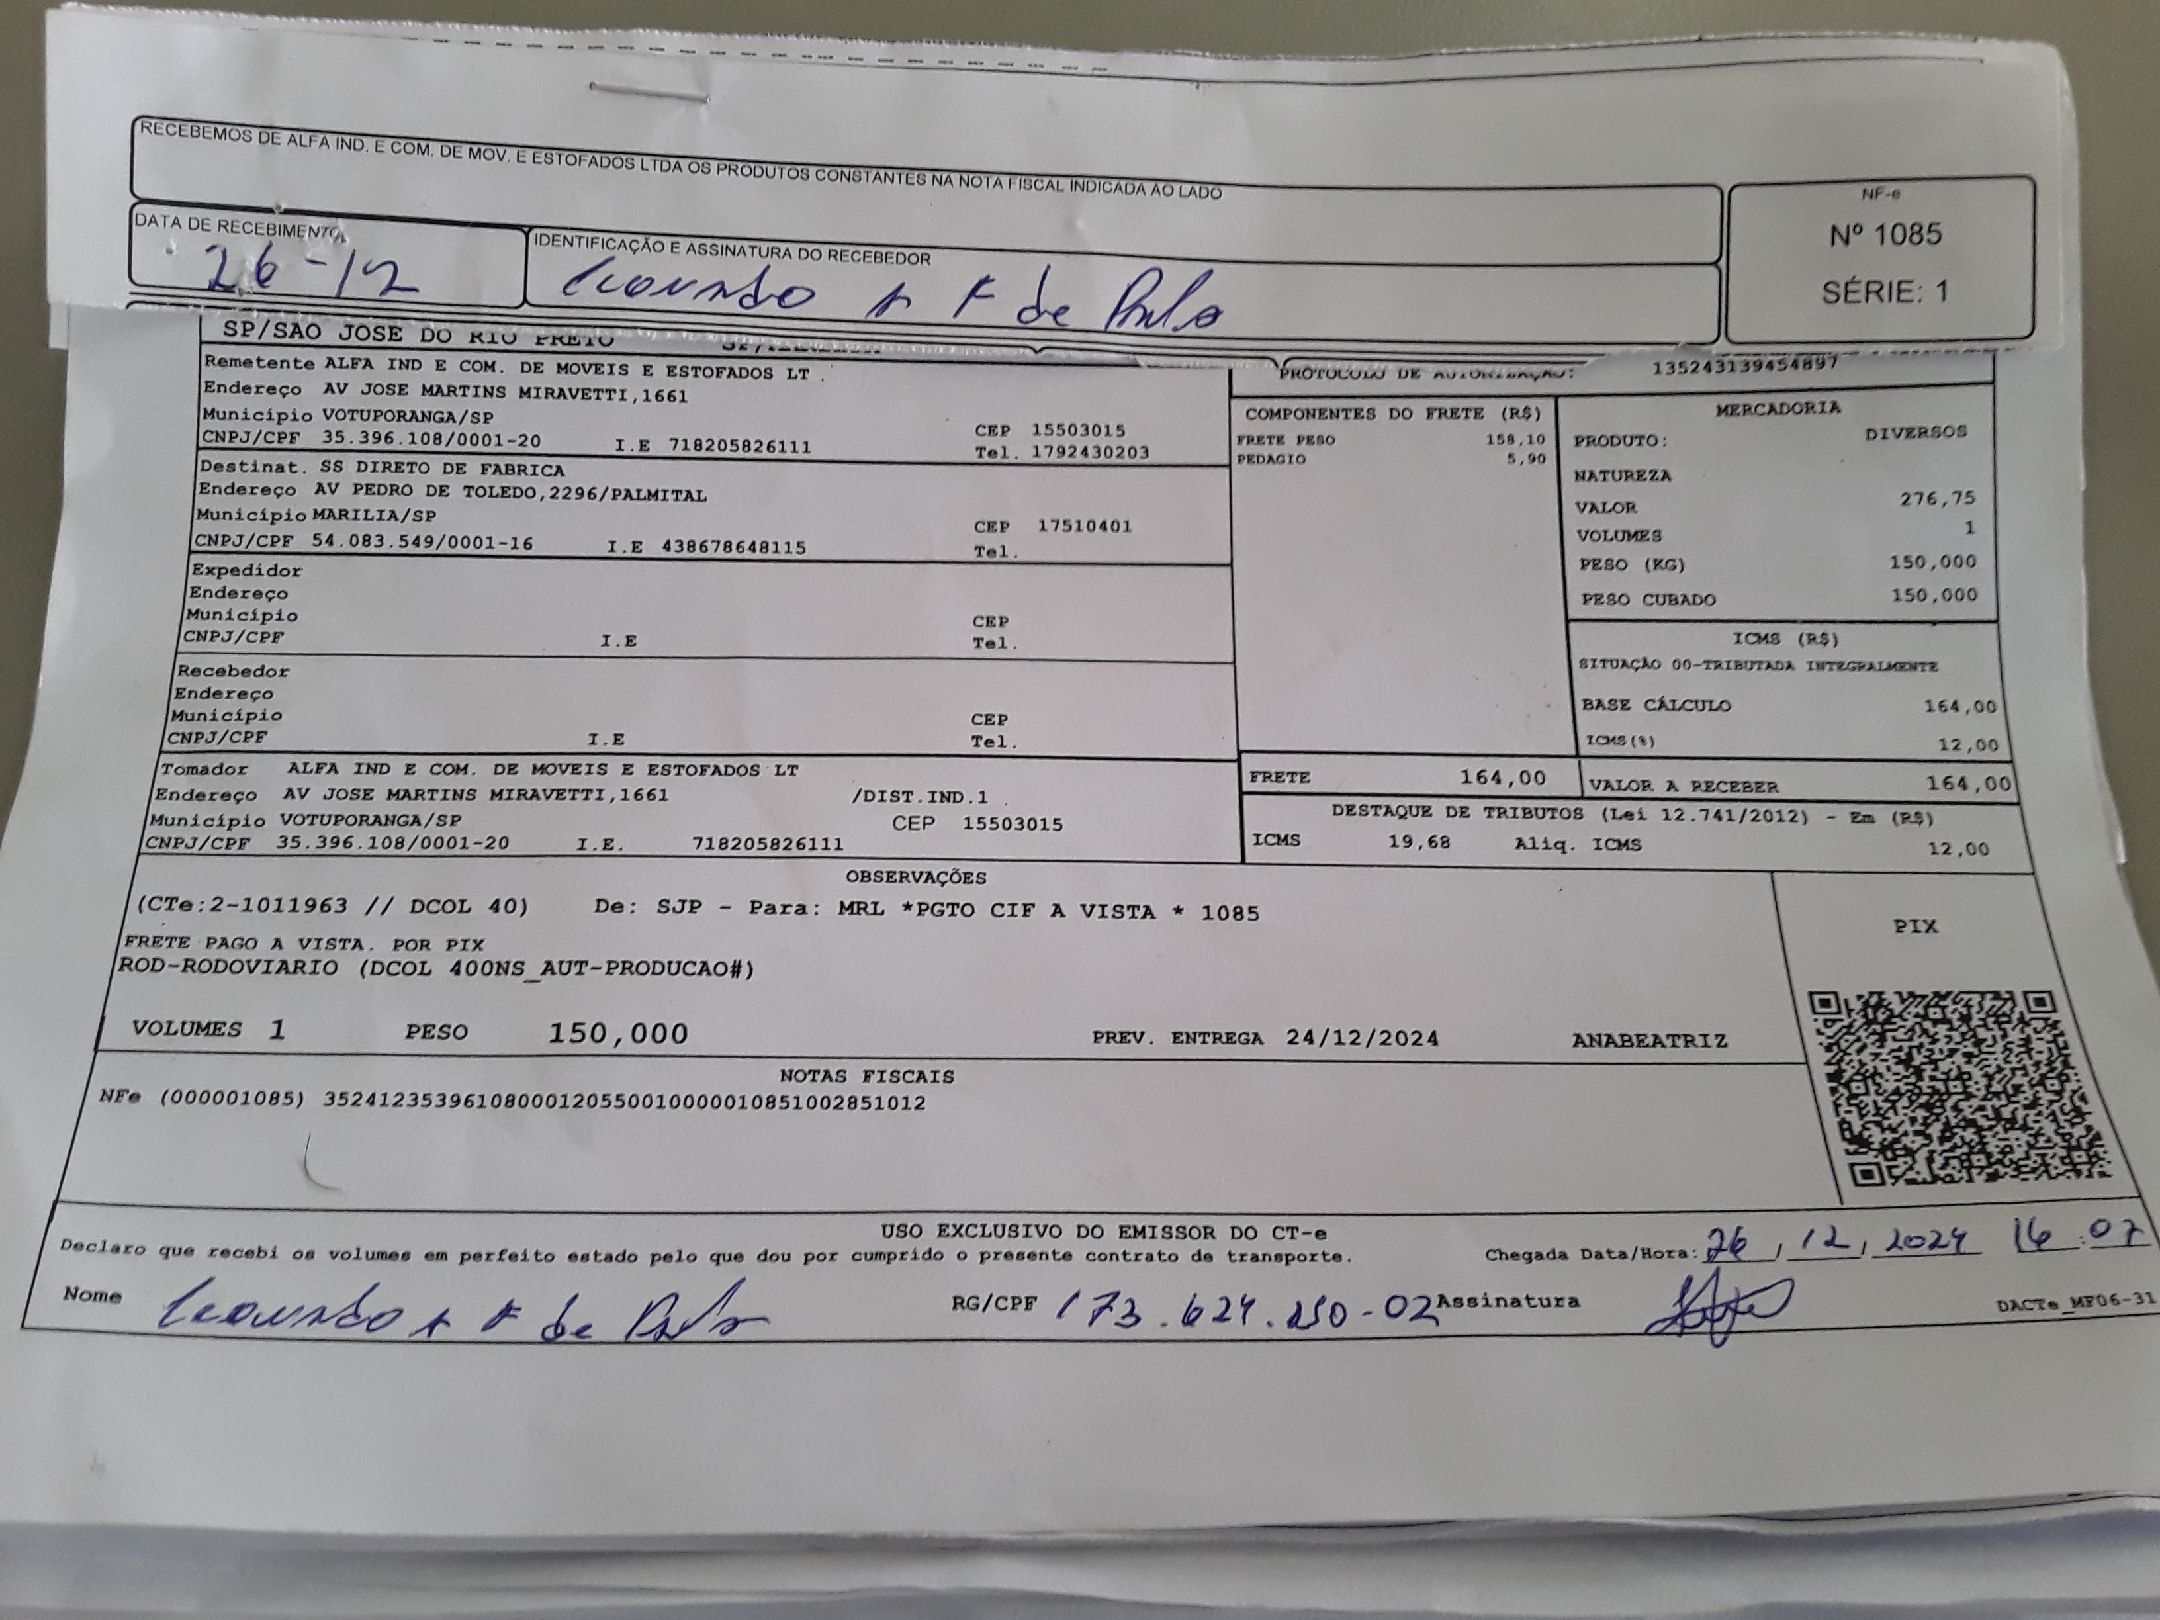 RECEBEMOS DE ALFA IND. E COM. DE MOV. E ESTOFADOS LTDA OS PRODUTOS CONSTANTES NA NOTA FISCAL INDICADA AO LADO
NF-e
Nº 1085
SÉRIE: 1
DATA DE RECEBIMENTO
26-12
IDENTIFICAÇÃO E ASSINATURA DO RECEBEDOR
de Paulo
SP/SAO JOSE DO RIO PRETO
Remetente ALFA IND E COM. DE MOVEIS E ESTOFADOS LT
Endereço AV JOSE MARTINS MIRAVETTI,1661
Município VOTUPORANGA/SP CEP 15503015
CNPJ/CPF 35.396.108/0001-20 I.E 718205826111 Tel. 1792430203
Destinat. SS DIRETO DE FABRICA
Endereço AV PEDRO DE TOLEDO,2296/PALMITAL
Município MARILIA/SP CEP 17510401
CNPJ/CPF 54.083.549/0001-16 I.E 438678648115 Tel.
Expedidor
Endereço
Município CEP
CNPJ/CPF I.E Tel.
Recebedor
Endereço
Município CEP
CNPJ/CPF I.E Tel.
Tomador ALFA IND E COM. DE MOVEIS E ESTOFADOS LT
Endereço AV JOSE MARTINS MIRAVETTI,1661 /DIST.IND.1
Município VOTUPORANGA/SP CEP 15503015
CNPJ/CPF 35.396.108/0001-20 I.E. 718205826111
PROTOCOLO DE AUTORIZAÇÃO: 135243139454897
COMPONENTES DO FRETE (R$)
FRETE PESO 158,10
PEDAGIO 5,90
MERCADORIA
PRODUTO: DIVERSOS
NATUREZA
VALOR 276,75
VOLUMES 1
PESO (KG) 150,000
PESO CUBADO 150,000
ICMS (R$)
SITUAÇÃO 00-TRIBUTADA INTEGRALMENTE
BASE CÁLCULO 164,00
ICMS(%) 12,00
FRETE 164,00 VALOR A RECEBER 164,00
DESTAQUE DE TRIBUTOS (Lei 12.741/2012) - Em (R$)
ICMS 19,68 Aliq. ICMS 12,00
OBSERVAÇÕES
(CTe:2-1011963 // DCOL 40) De: SJP - Para: MRL *PGTO CIF A VISTA * 1085
FRETE PAGO A VISTA. POR PIX
ROD-RODOVIARIO (DCOL 400NS_AUT-PRODUCAO#)
PIX
VOLUMES 1 PESO 150,000 PREV. ENTREGA 24/12/2024 ANABEATRIZ
NOTAS FISCAIS
NFe (000001085) 35241235396108000120550010000010851002851012
USO EXCLUSIVO DO EMISSOR DO CT-e
Declaro que recebi os volumes em perfeito estado pelo que dou por cumprido o presente contrato de transporte. Chegada Data/Hora: 26, 12, 2024 16:07
Nome de Paulo RG/CPF Assinatura DACTe_MF06-31